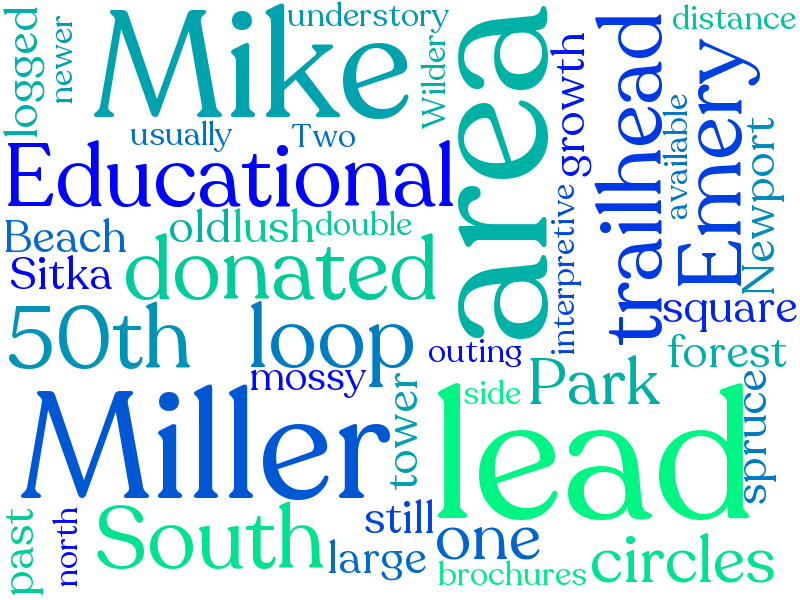 logged
newer
Mike
understory
Wilder
usually
Two
area
growth
trailhead
distance
available
Emery
Newport
Educational
Beach
old
lush
double
Sitka
donated
interpretive
square
50th
loop
outing
forest
mossy
tower
side
Park
spruce
Miller
lead
past
north
South
still
large
one
brochures
circles